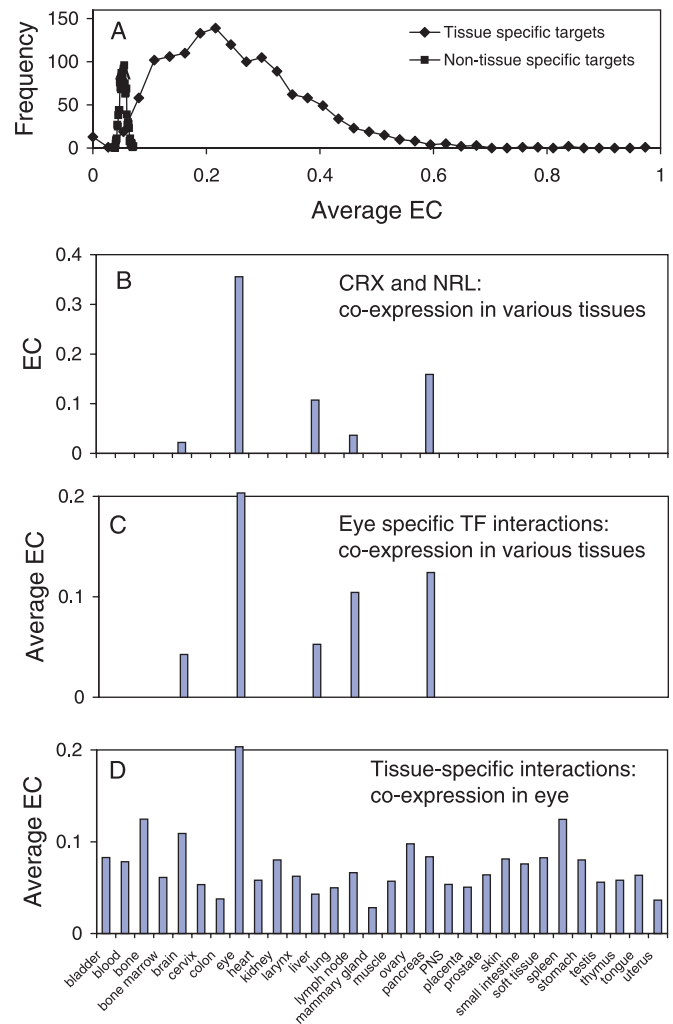 A
Tissue specific targets
Non-tissue specific targets
Frequency
150
100
50
0
0
0.2
0.4
0.6
0.8
1
Average EC
B
CRX and NRL:
co-expression in various tissues
EC
0.4
0.3
0.2
0.1
0
C
Eye specific TF interactions:
co-expression in various tissues
Average EC
0.2
0.1
0
D
Tissue-specific interactions:
co-expression in eye
Average EC
0.2
0.1
0
bladder
blood
bone
bone marrow
brain
cervix
colon
eye
heart
kidney
larynx
liver
lung
lymph node
mammary gland
muscle
ovary
pancreas
PNS
placenta
prostate
skin
small intestine
soft tissue
spleen
stomach
testis
thymus
tongue
uterus